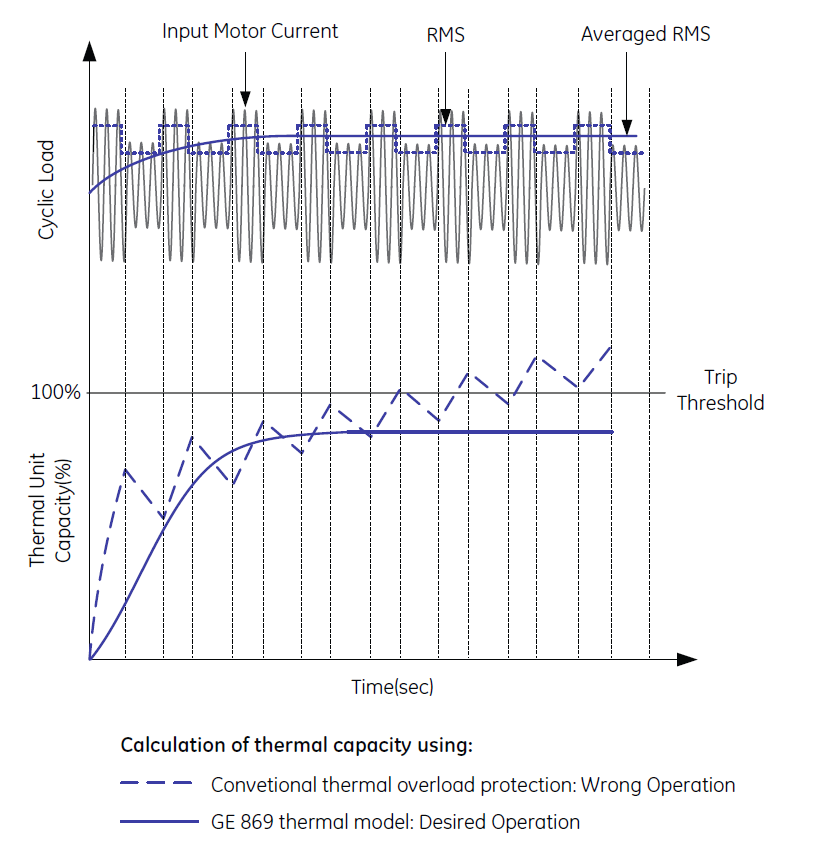 Input Motor Current
RMS
Averaged RMS
Cyclic Load
100%
Trip
Threshold
Thermal Unit
Capacity(%)
Time(sec)
Calculation of thermal capacity using:
Convetional thermal overload protection: Wrong Operation
GE 869 thermal model: Desired Operation